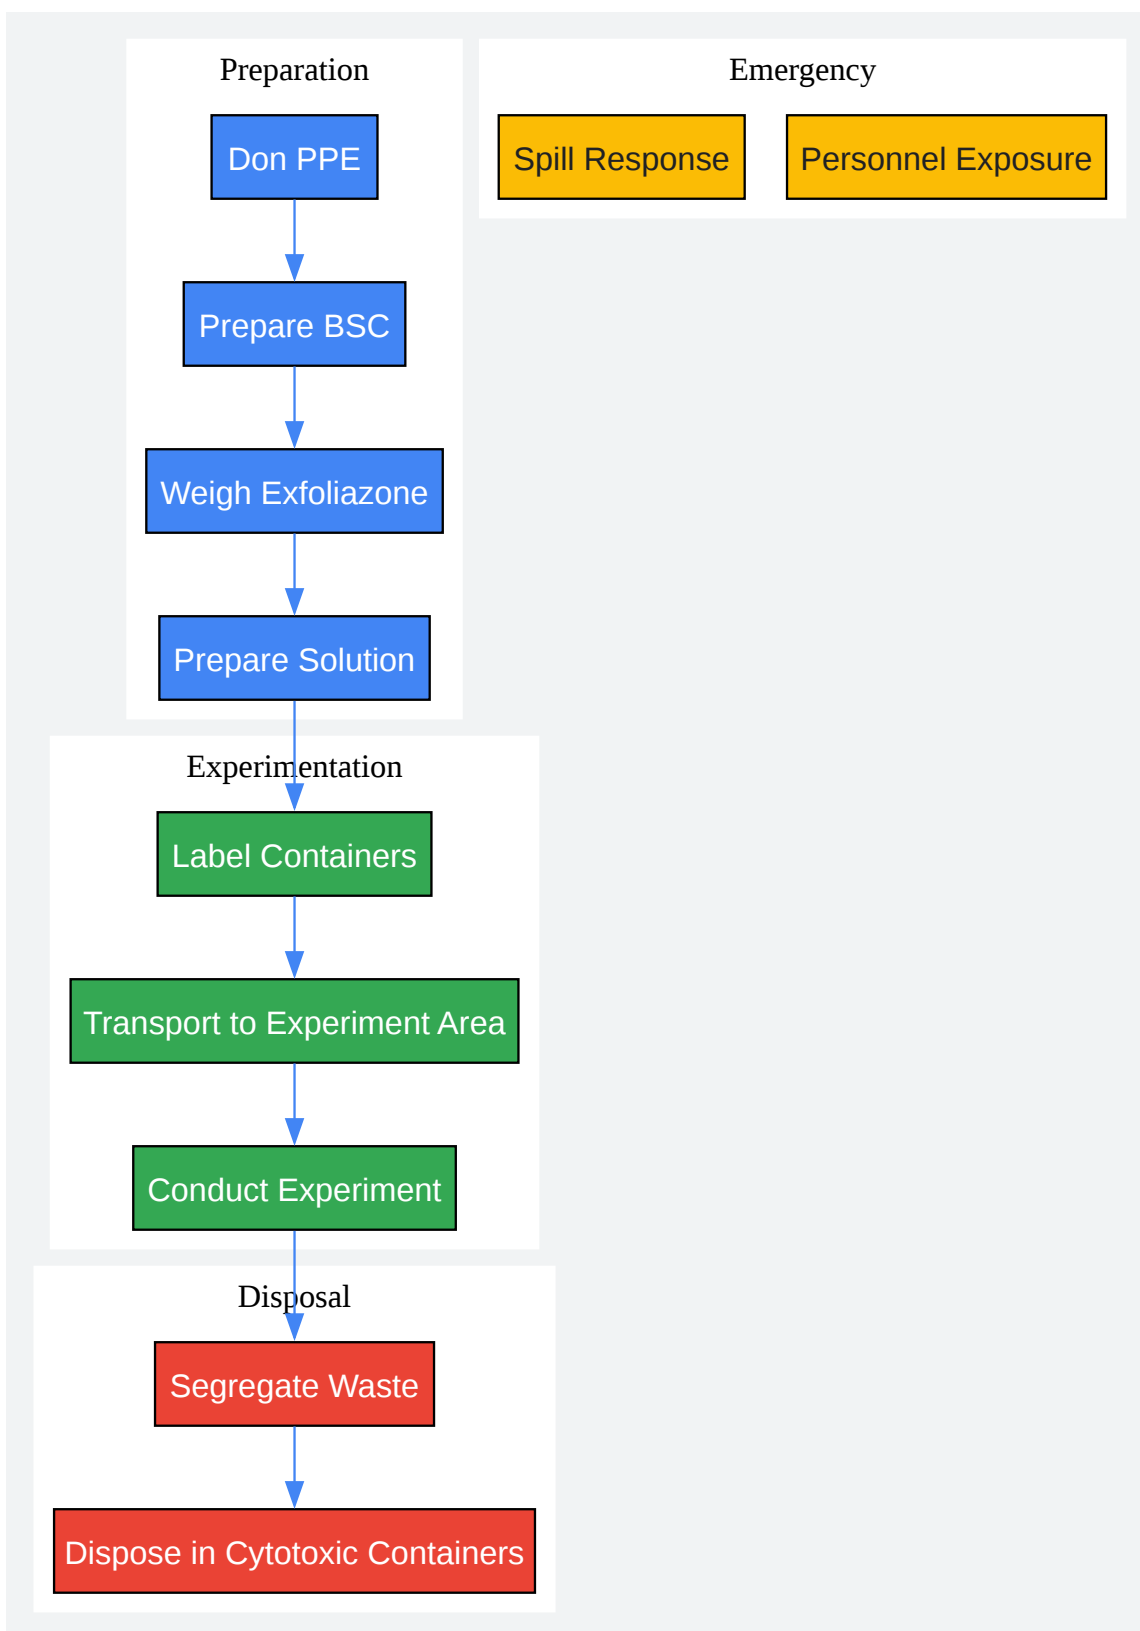 Preparation
Don PPE
Prepare BSC
Weigh Exfoliazone
Prepare Solution
Emergency
Spill Response
Personnel Exposure
Experimentation
Label Containers
Transport to Experiment Area
Conduct Experiment
Disposal
Segregate Waste
Dispose in Cytotoxic Containers